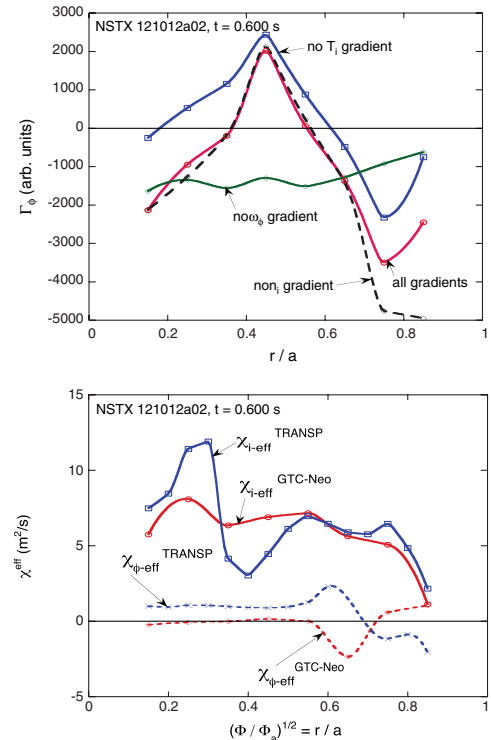 NSTX 121012a02, t = 0.600 s
3000
2000
1000
0
-1000
-2000
-3000
-4000
-5000
Γϕ (arb. units)
no Ti gradient
noωϕ gradient
nonᵢ gradient
all gradients
0 0.2 0.4 0.6 0.8 1
r / a
NSTX 121012a02, t = 0.600 s
15
10
5
0
-5
χ^eff (m²/s)
χi-eff TRANSP
χi-eff GTC-Neo
χϕ-eff TRANSP
χϕ-eff GTC-Neo
0 0.2 0.4 0.6 0.8 1
(Φ / Φa)^1/2 = r / a